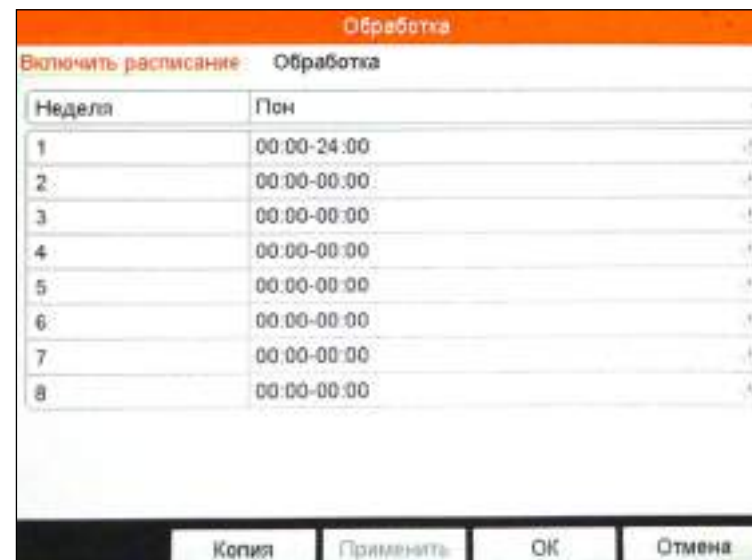 Обработка
Включить расписание Обработка
Неделя Пон
1 00:00-24:00
2 00:00-00:00
3 00:00-00:00
4 00:00-00:00
5 00:00-00:00
6 00:00-00:00
7 00:00-00:00
8 00:00-00:00
Копия Применить ОК Отмена